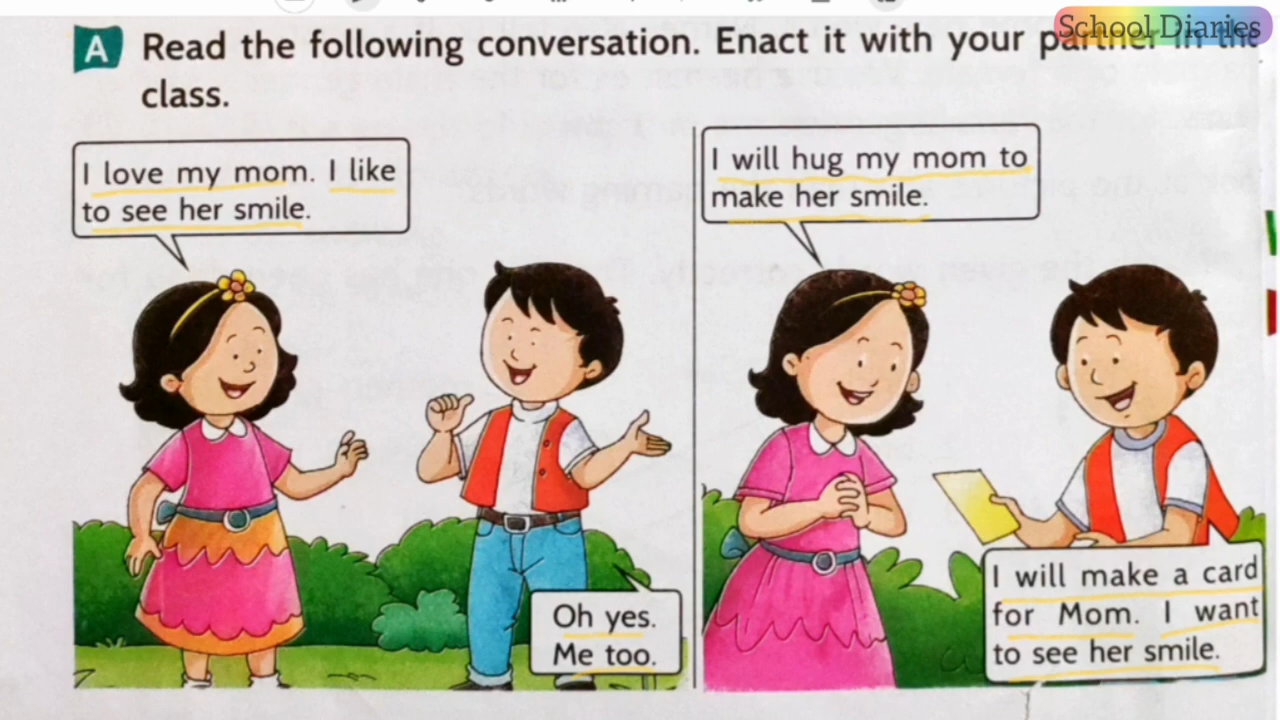 School Diaries
A Read the following conversation. Enact it with your partner in the
class.
I love my mom. I like
to see her smile.
Oh yes.
Me too.
I will hug my mom to
make her smile.
I will make a card
for Mom. I want
to see her smile.